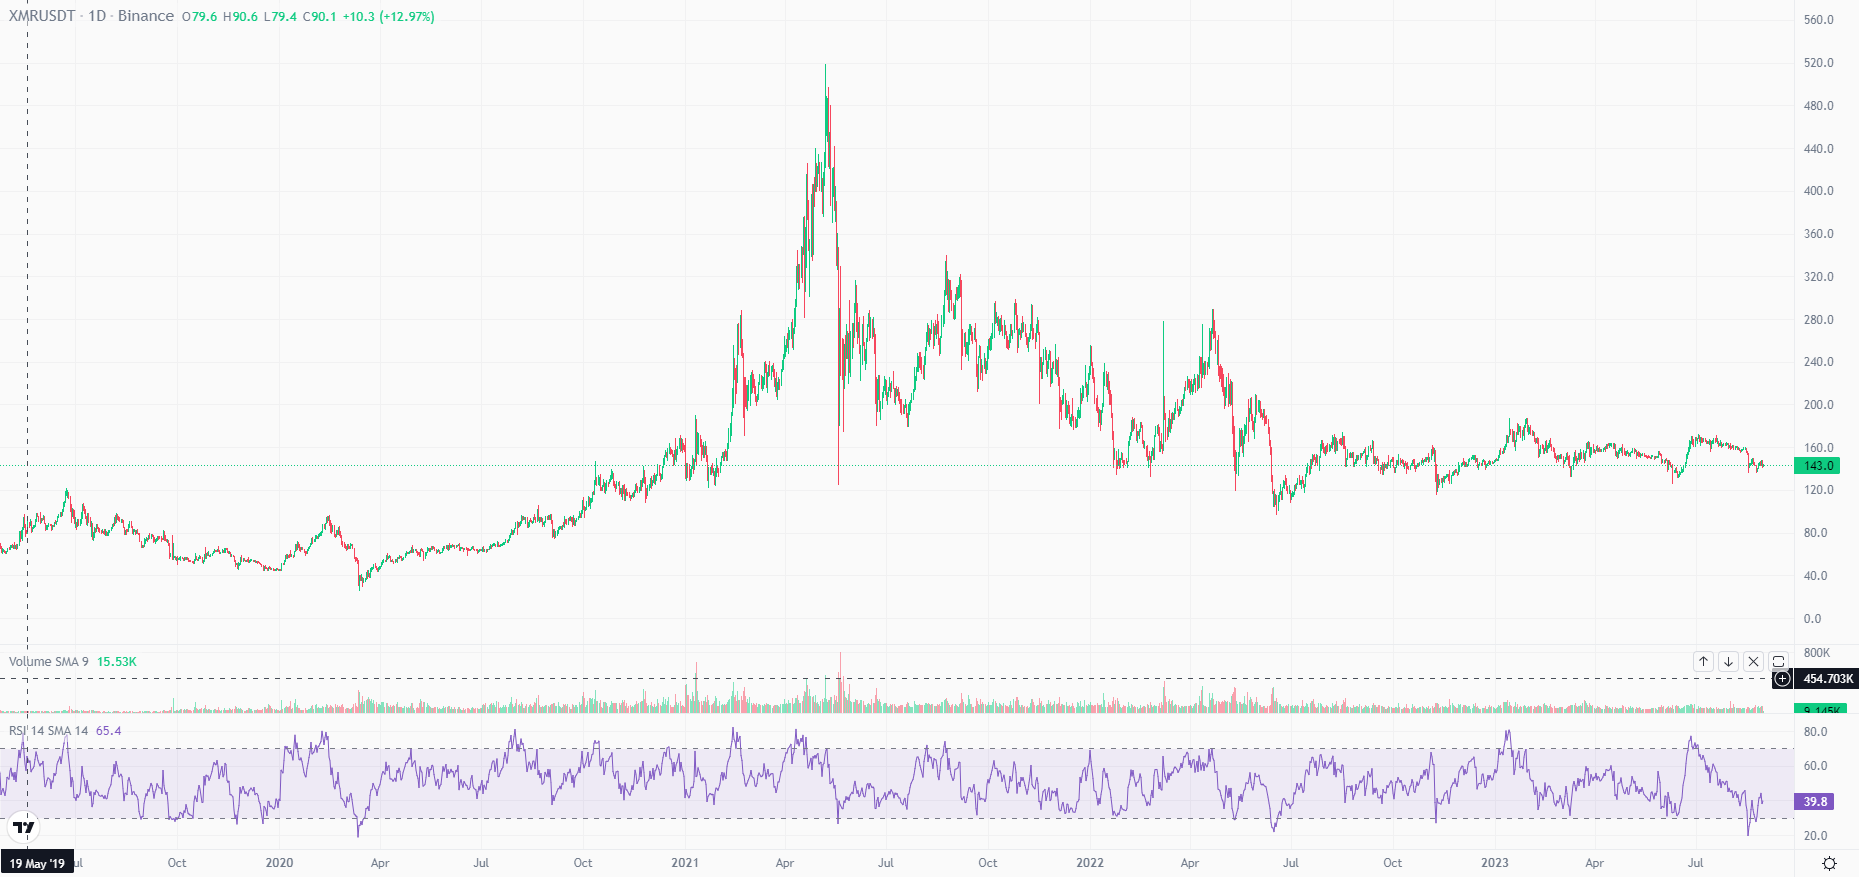 XMRUSDT · 1D · Binance O79.6 H90.6 L79.4 C90.1 +10.3 (+12.97%)
560.0
520.0
480.0
440.0
400.0
360.0
320.0
280.0
240.0
200.0
160.0
143.0
120.0
80.0
40.0
0.0
Volume SMA 9 15.53K
800K
454.703K
9.145K
RSI 14 SMA 14 65.4
80.0
60.0
39.8
20.0
19 May '19 Oct 2020 Apr Jul Oct 2021 Apr Jul Oct 2022 Apr Jul Oct 2023 Apr Jul